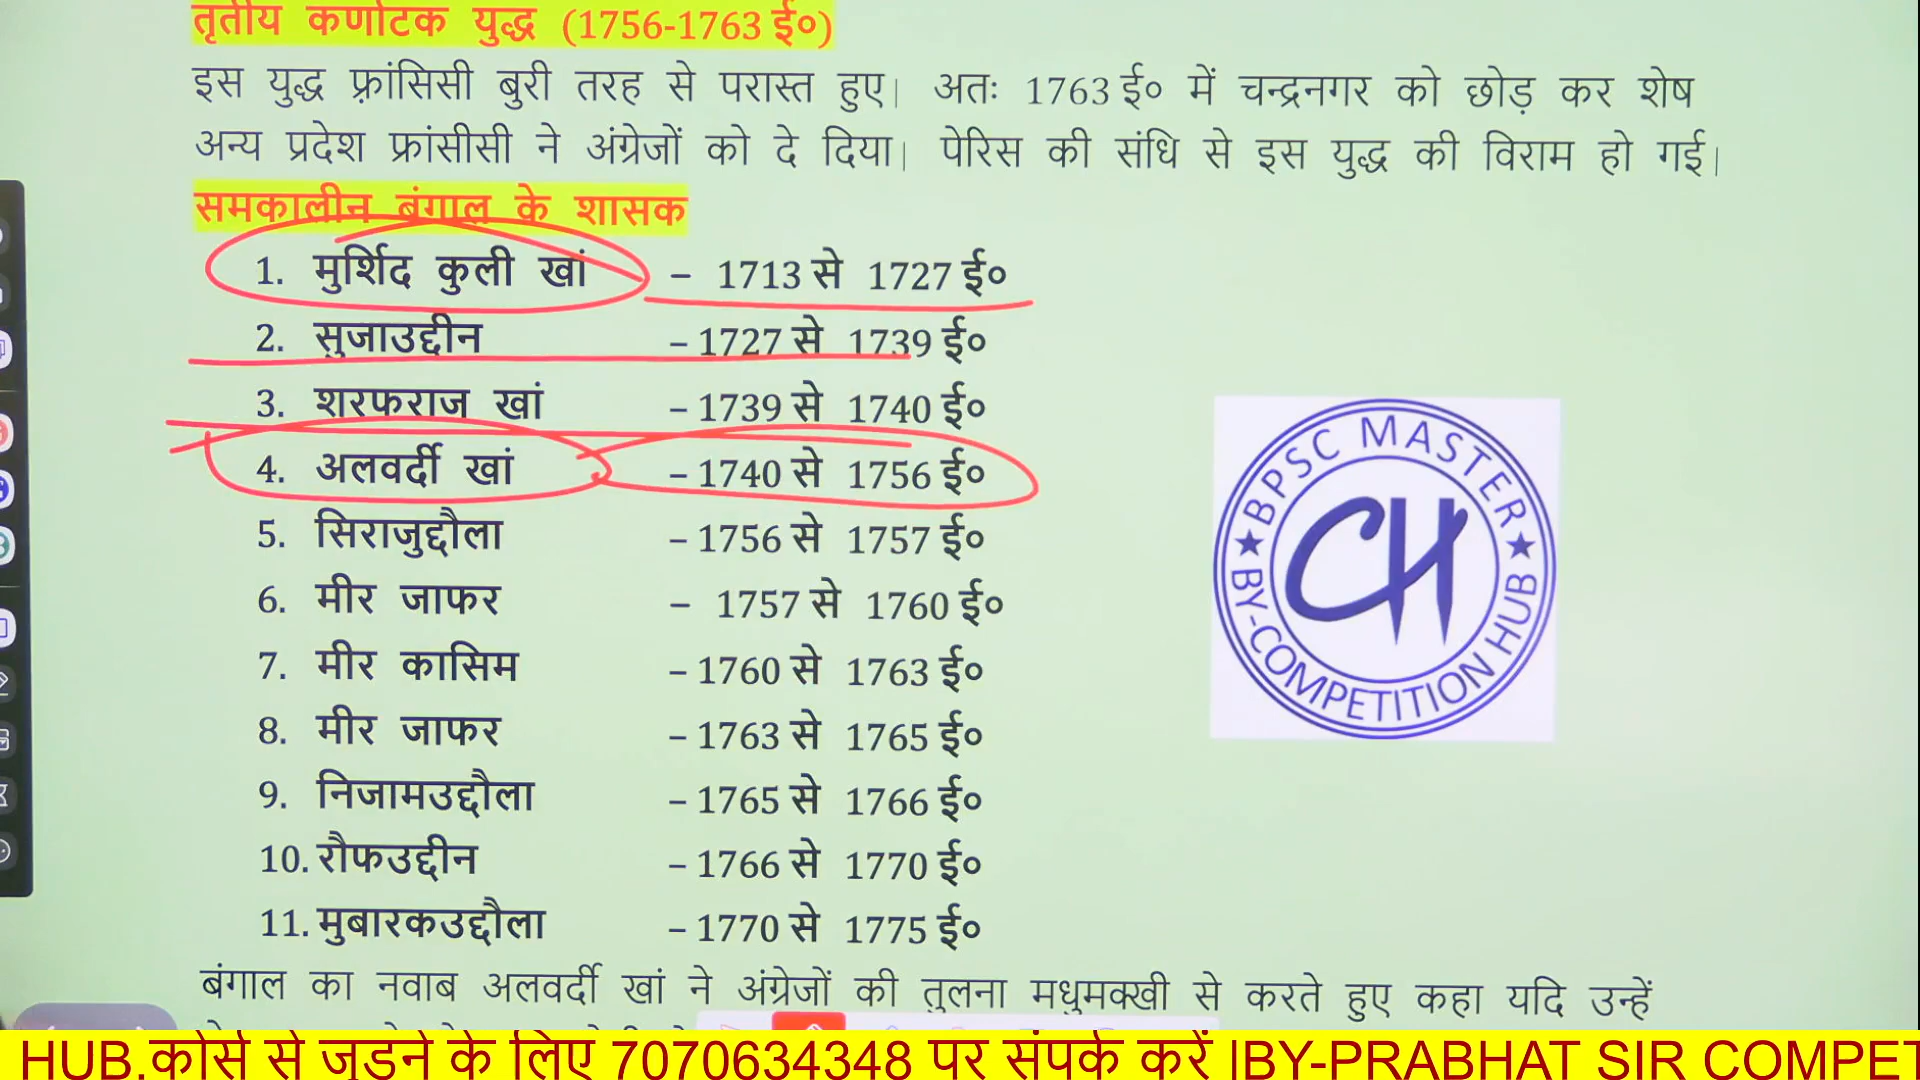 तृतीय कर्णाटक युद्ध (1756-1763 ई०)
इस युद्ध फ़्रांसिसी बुरी तरह से परास्त हुए। अतः 1763 ई० में चन्द्रनगर को छोड़ कर शेष
अन्य प्रदेश फ्रांसीसी ने अंग्रेजों को दे दिया। पेरिस की संधि से इस युद्ध की विराम हो गई।
समकालीन बंगाल के शासक
1. मुर्शिद कुली खां – 1713 से 1727 ई०
2. सुजाउद्दीन – 1727 से 1739 ई०
3. शरफराज खां – 1739 से 1740 ई०
4. अलवर्दी खां – 1740 से 1756 ई०
5. सिराजुद्दौला – 1756 से 1757 ई०
6. मीर जाफर – 1757 से 1760 ई०
7. मीर कासिम – 1760 से 1763 ई०
8. मीर जाफर – 1763 से 1765 ई०
9. निजामउद्दौला – 1765 से 1766 ई०
10. रौफउद्दीन – 1766 से 1770 ई०
11. मुबारकउद्दौला – 1770 से 1775 ई०
बंगाल का नवाब अलवर्दी खां ने अंग्रेजों की तुलना मधुमक्खी से करते हुए कहा यदि उन्हें
BPSC MASTER
CH
BY-COMPETITION HUB
HUB.कोर्स से जुड़ने के लिए 7070634348 पर संपर्क करें |BY-PRABHAT SIR COMPET